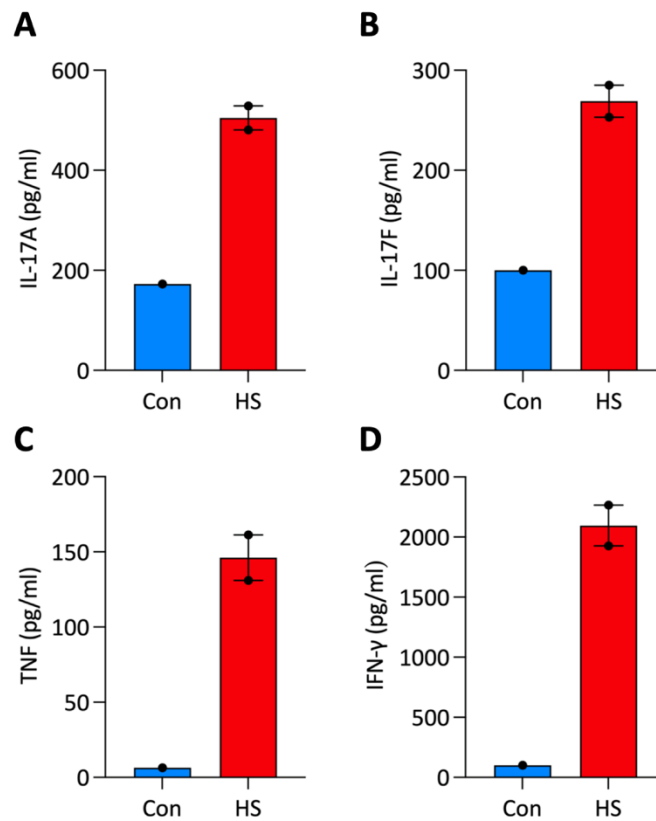 A
IL-17A (pg/ml)
600
400
200
0
Con HS
B
IL-17F (pg/ml)
300
200
100
0
Con HS
C
TNF (pg/ml)
200
150
100
50
0
Con HS
D
IFN-γ (pg/ml)
2500
2000
1500
1000
500
0
Con HS